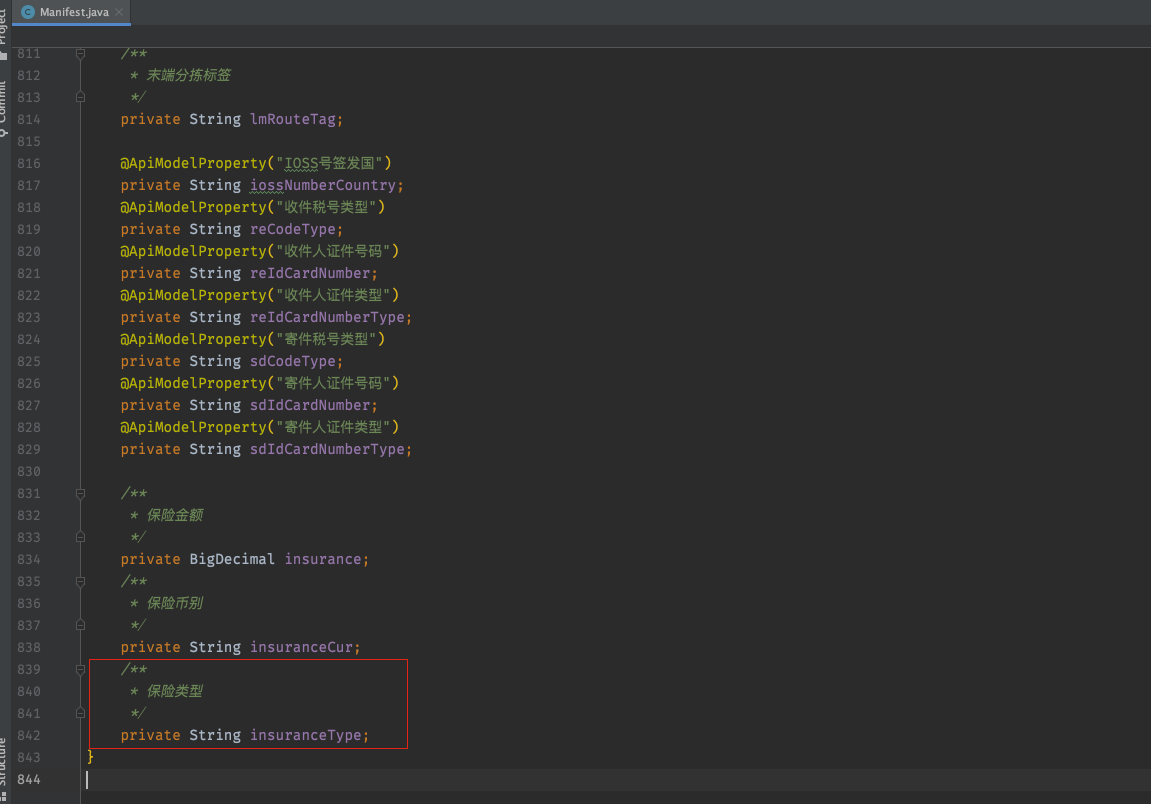 Manifest.java
Project
Commit
Structure
811 /**
812 * 末端分拣标签
813 */
814 private String lmRouteTag;
815
816 @ApiModelProperty("IOSS号签发国")
817 private String iossNumberCountry;
818 @ApiModelProperty("收件税号类型")
819 private String reCodeType;
820 @ApiModelProperty("收件人证件号码")
821 private String reIdCardNumber;
822 @ApiModelProperty("收件人证件类型")
823 private String reIdCardNumberType;
824 @ApiModelProperty("寄件税号类型")
825 private String sdCodeType;
826 @ApiModelProperty("寄件人证件号码")
827 private String sdIdCardNumber;
828 @ApiModelProperty("寄件人证件类型")
829 private String sdIdCardNumberType;
830
831 /**
832 * 保险金额
833 */
834 private BigDecimal insurance;
835 /**
836 * 保险币别
837 */
838 private String insuranceCur;
839 /**
840 * 保险类型
841 */
842 private String insuranceType;
843 }
844